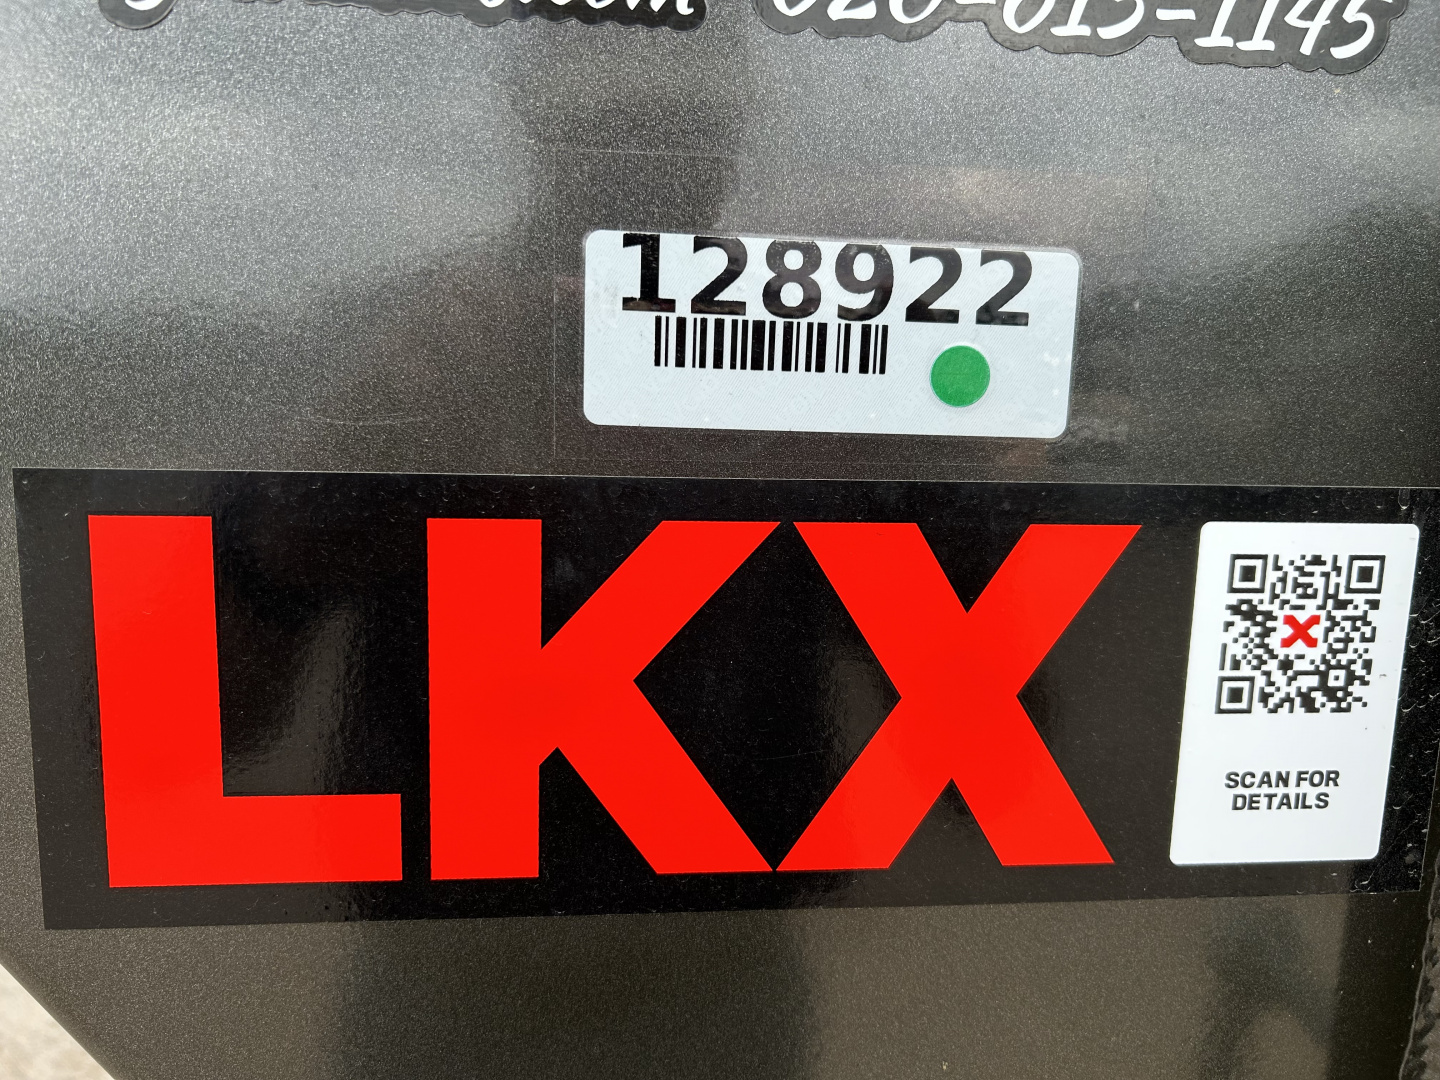 128922
LKX
SCAN FOR
DETAILS